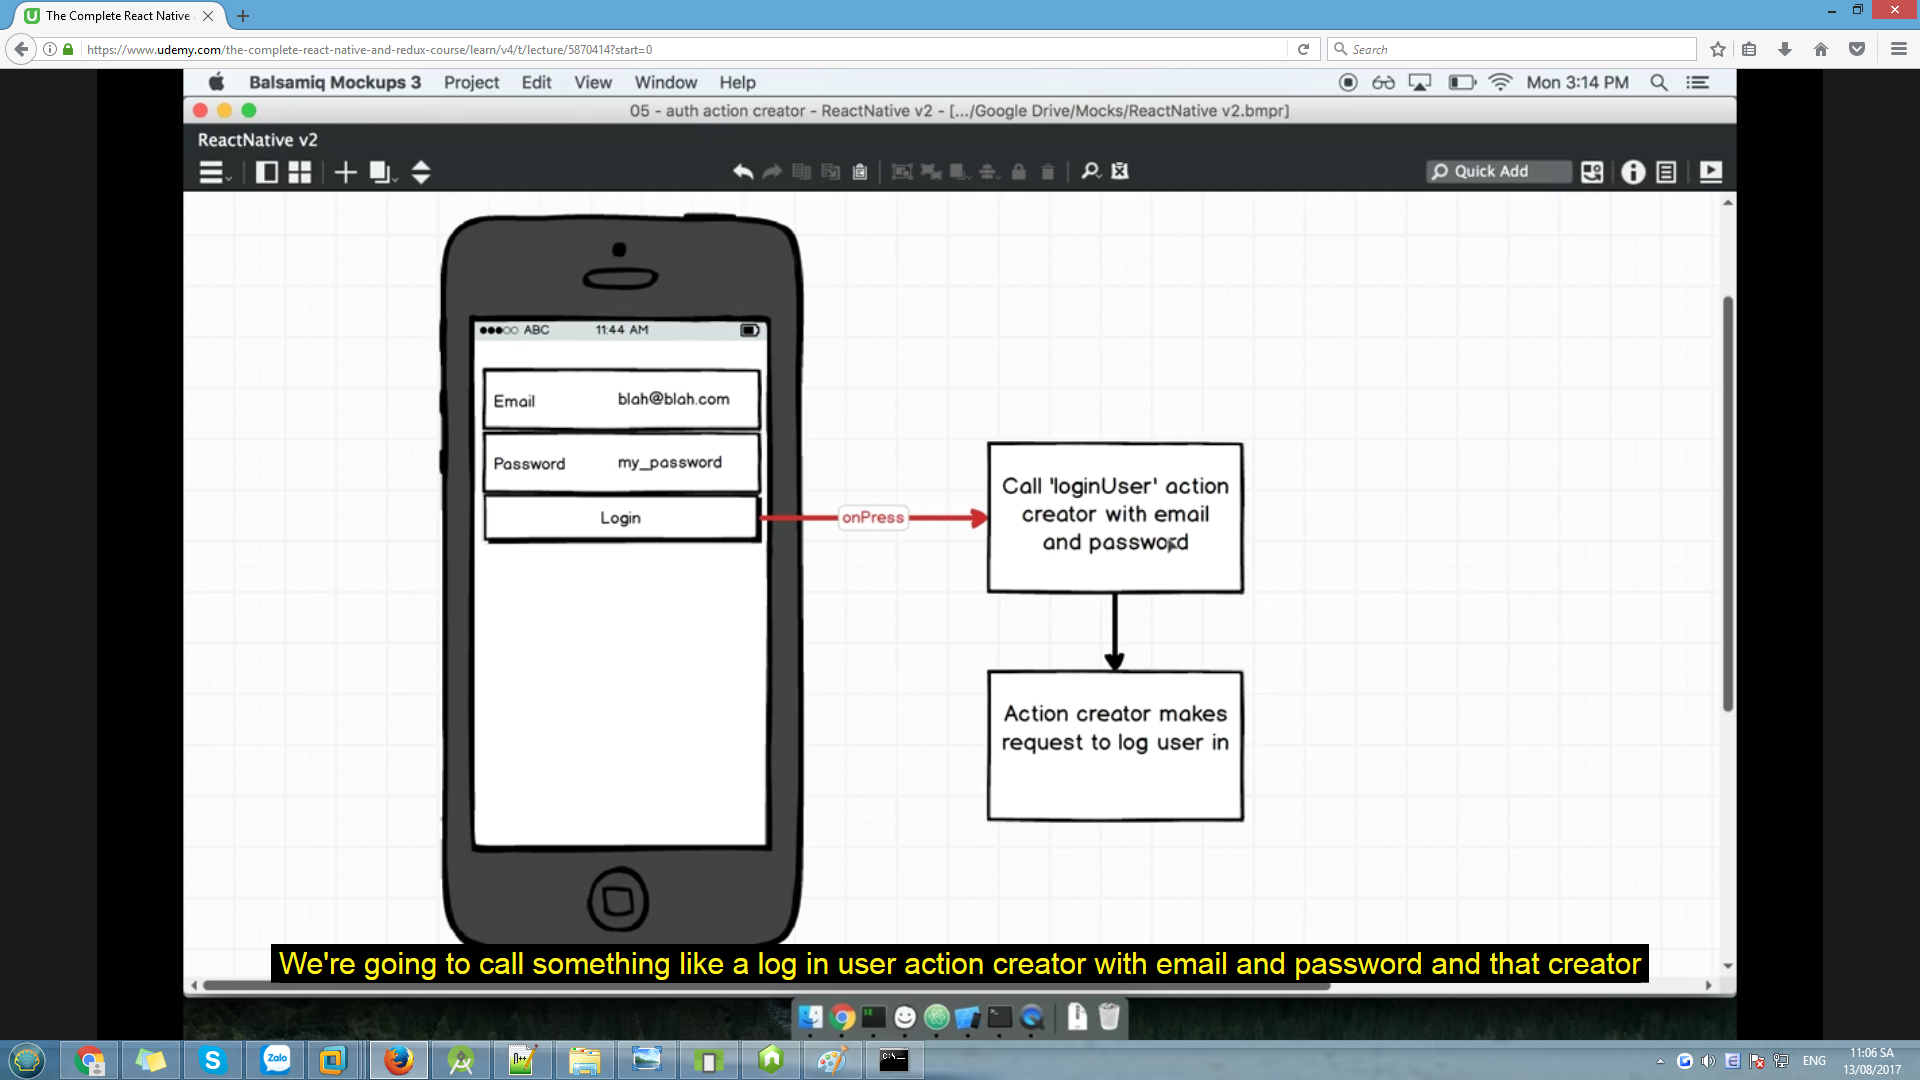 The Complete React Native
https://www.udemy.com/the-complete-react-native-and-redux-course/learn/v4/t/lecture/5870414?start=0
Search
Balsamiq Mockups 3 Project Edit View Window Help Mon 3:14 PM
05 - auth action creator - ReactNative v2 - [.../Google Drive/Mocks/ReactNative v2.bmpr]
ReactNative v2
Quick Add
ABC 11:44 AM
Email blah@blah.com
Password my_password
Login
onPress
Call 'loginUser' action
creator with email
and password
Action creator makes
request to log user in
We're going to call something like a log in user action creator with email and password and that creator
Zalo
ENG
11:06 SA
13/08/2017